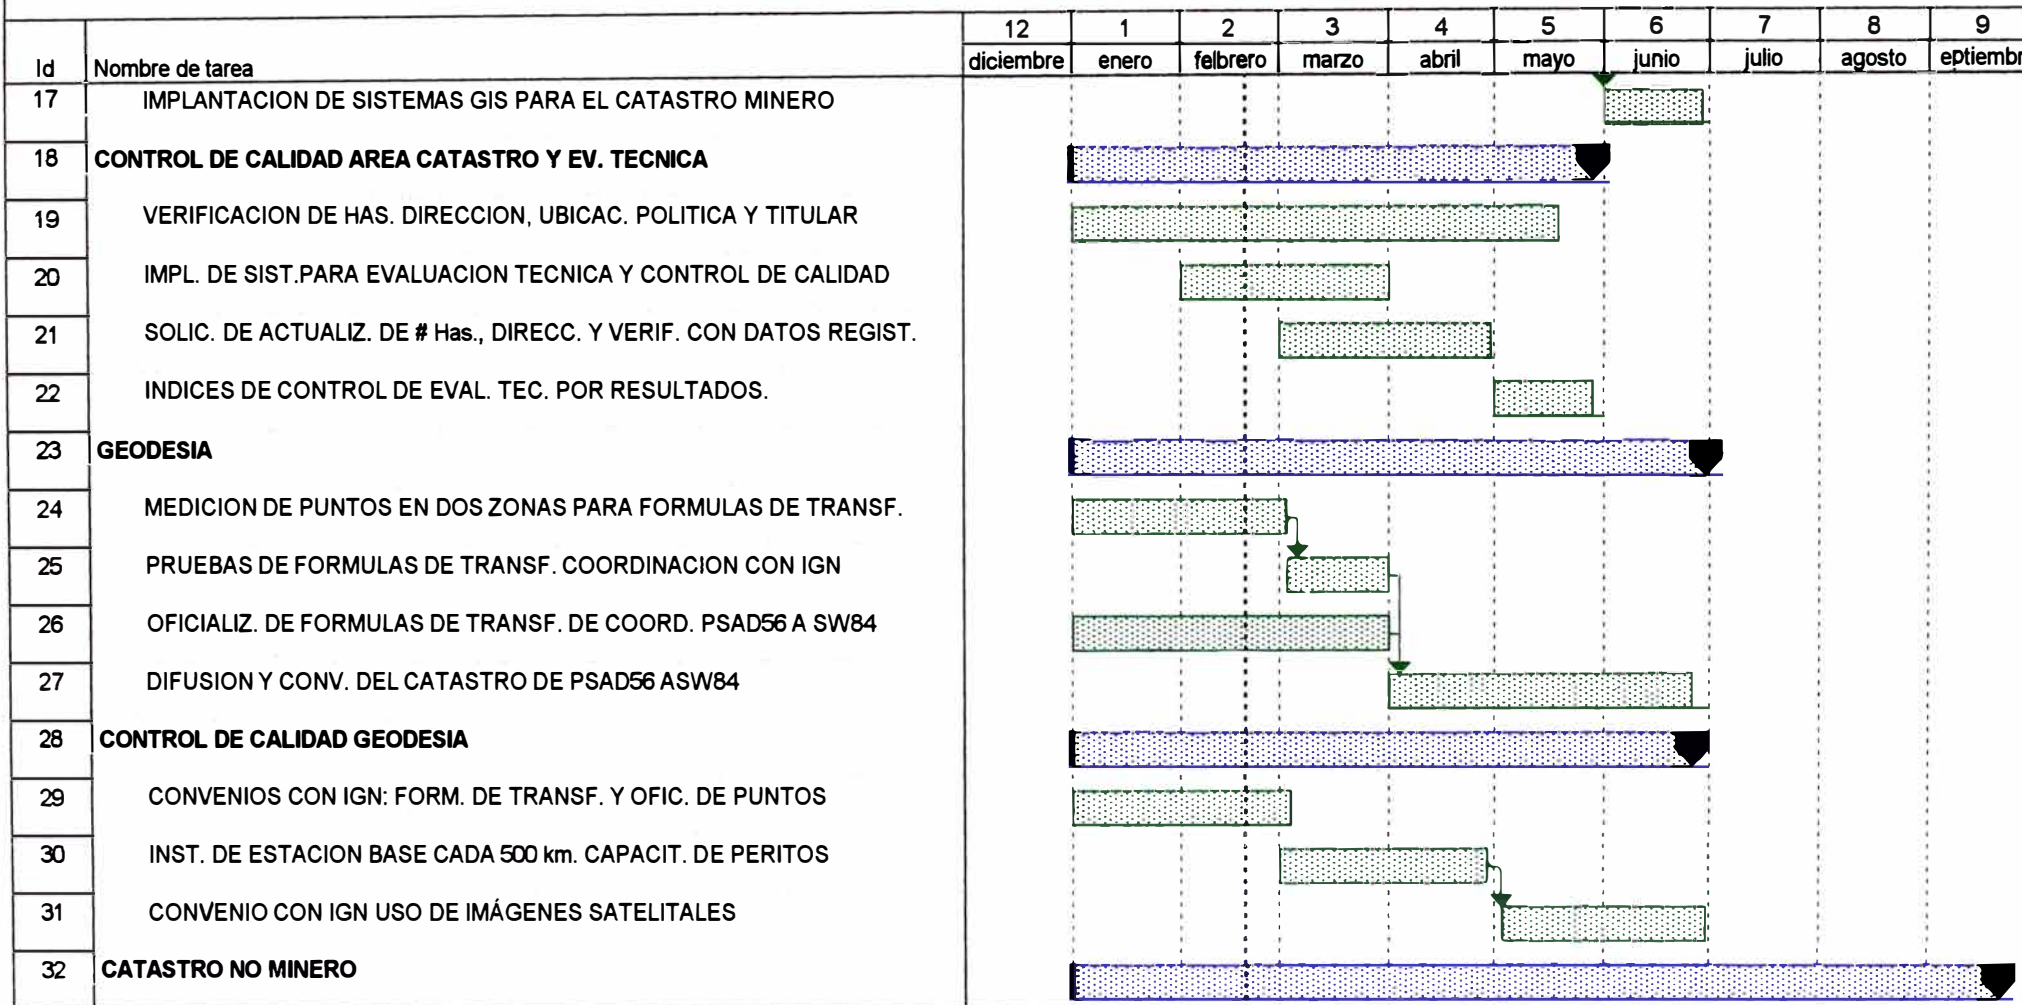 12 1 2 3 4 5 6 7 8 9
Id Nombre de tarea diciembre enero felbrero marzo abril mayo junio julio agosto eptiembr
17 IMPLANTACION DE SISTEMAS GIS PARA EL CATASTRO MINERO
18 CONTROL DE CALIDAD AREA CATASTRO Y EV. TECNICA
19 VERIFICACION DE HAS. DIRECCION, UBICAC. POLITICA Y TITULAR
20 IMPL. DE SIST.PARA EVALUACION TECNICA Y CONTROL DE CALIDAD
21 SOLIC. DE ACTUALIZ. DE # Has., DIRECC. Y VERIF. CON DATOS REGIST.
22 INDICES DE CONTROL DE EVAL. TEC. POR RESULTADOS.
23 GEODESIA
24 MEDICION DE PUNTOS EN DOS ZONAS PARA FORMULAS DE TRANSF.
25 PRUEBAS DE FORMULAS DE TRANSF. COORDINACION CON IGN
26 OFICIALIZ. DE FORMULAS DE TRANSF. DE COORD. PSAD56 A SW84
27 DIFUSION Y CONV. DEL CATASTRO DE PSAD56 ASW84
28 CONTROL DE CALIDAD GEODESIA
29 CONVENIOS CON IGN: FORM. DE TRANSF. Y OFIC. DE PUNTOS
30 INST. DE ESTACION BASE CADA 500 km. CAPACIT. DE PERITOS
31 CONVENIO CON IGN USO DE IMÁGENES SATELITALES
32 CATASTRO NO MINERO